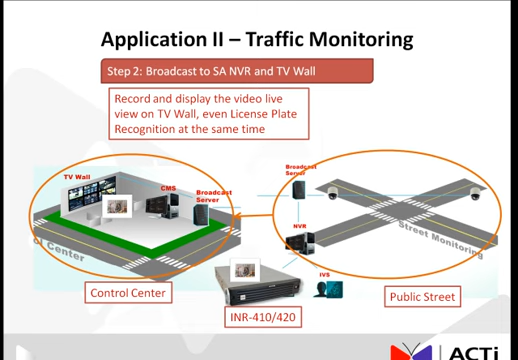 Application II – Traffic Monitoring
Step 2: Broadcast to SA NVR and TV Wall
Record and display the video live
view on TV Wall, even License Plate
Recognition at the same time
TV Wall
CMS
Broadcast
Server
Broadcast
Server
NVR
IVS
Center
Street Monitoring
Control Center
INR-410/420
Public Street
ACTi